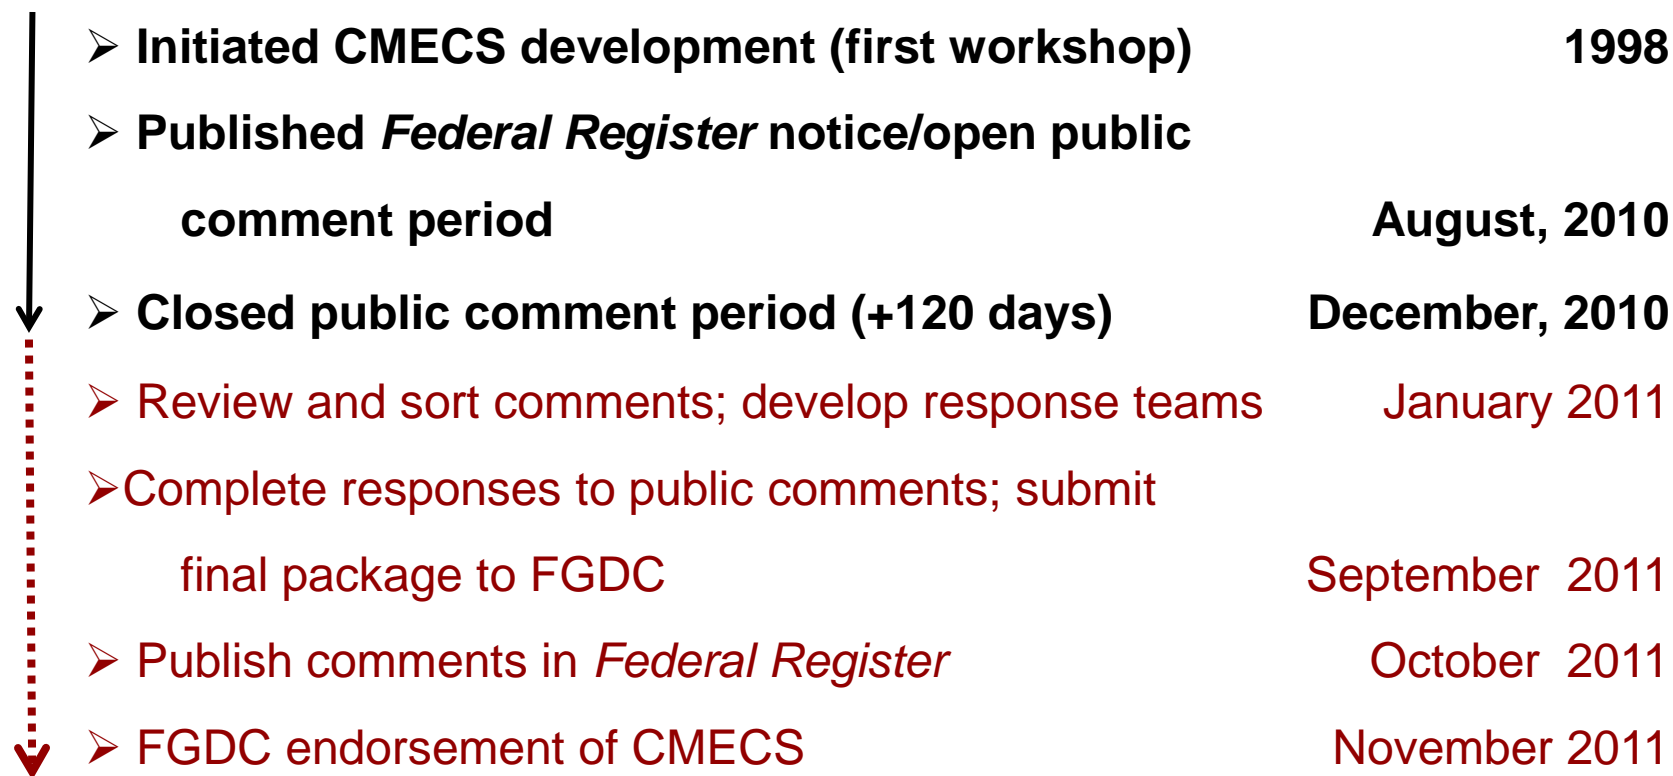 ➢ Initiated CMECS development (first workshop) 1998
➢ Published Federal Register notice/open public
comment period August, 2010
➢ Closed public comment period (+120 days) December, 2010
➢ Review and sort comments; develop response teams January 2011
➢Complete responses to public comments; submit
final package to FGDC September 2011
➢ Publish comments in Federal Register October 2011
➢ FGDC endorsement of CMECS November 2011